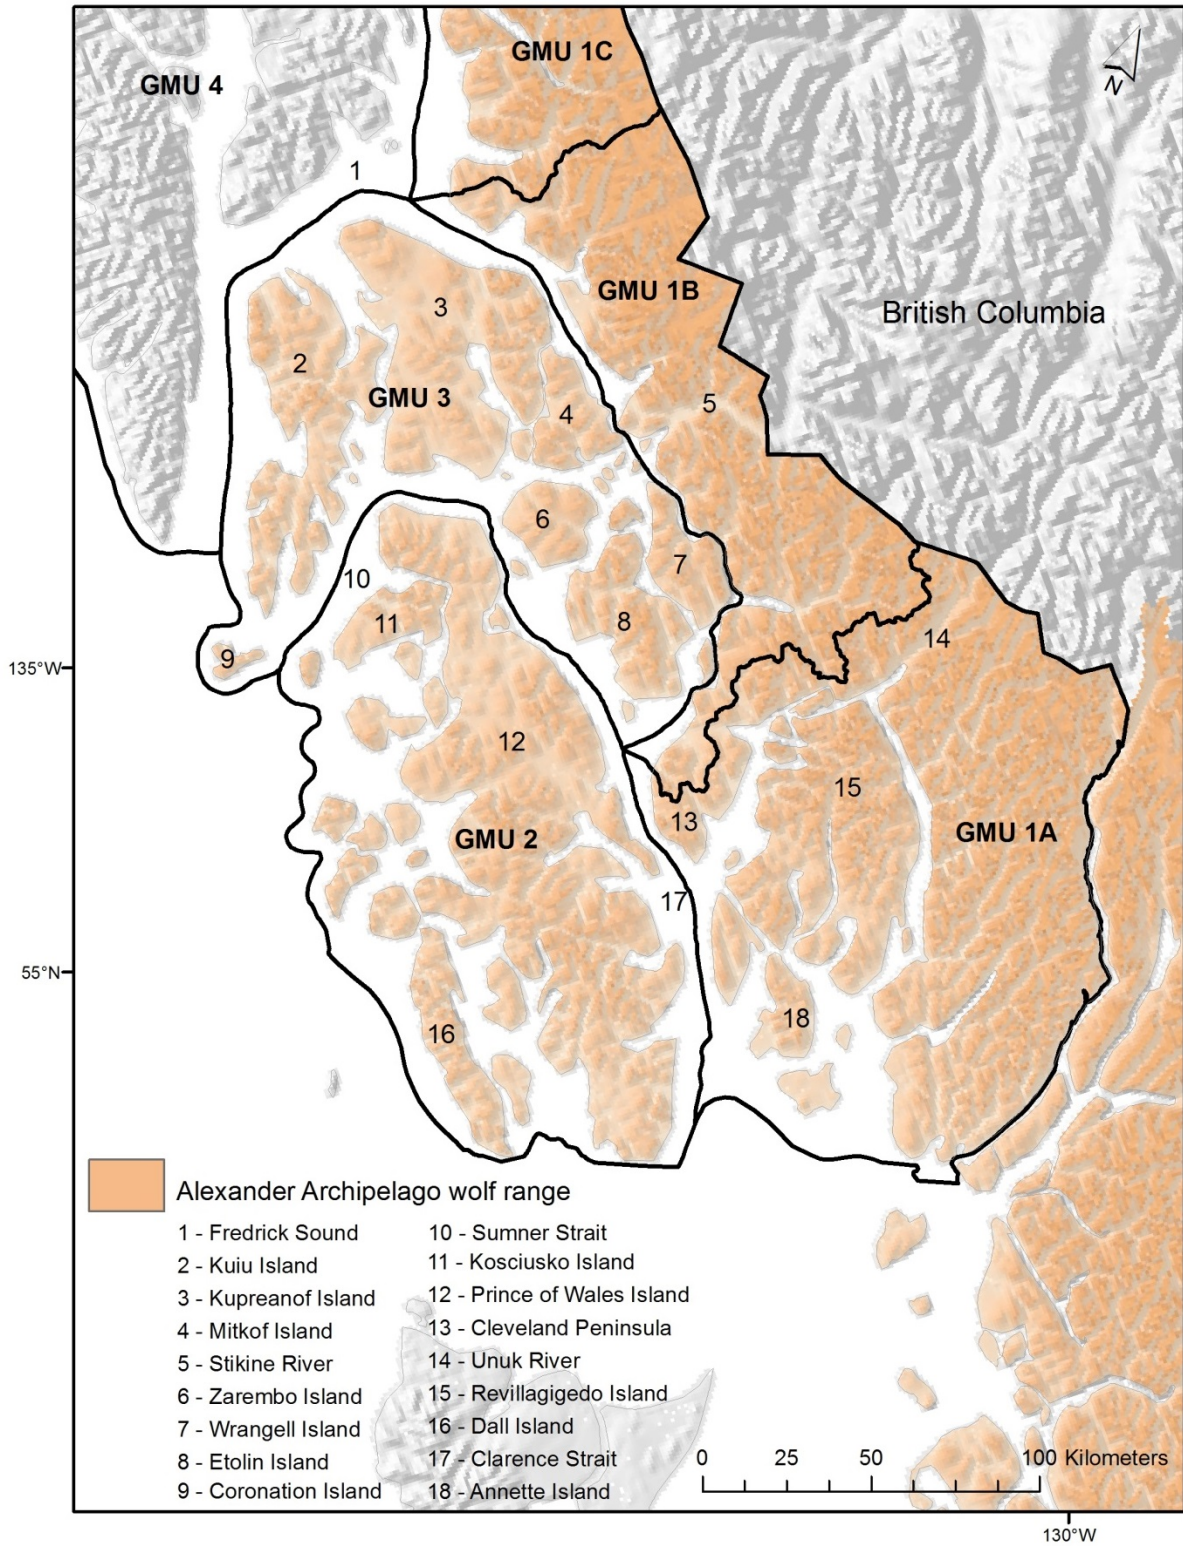 GMU 1C
GMU 4
N
1
GMU 1B
3
British Columbia
2
GMU 3
5
4
6
7
10
11
8
14
9
135°W
12
15
13
GMU 2
GMU 1A
17
55°N
18
16
Alexander Archipelago wolf range
1 - Fredrick Sound
2 - Kuiu Island
3 - Kupreanof Island
4 - Mitkof Island
5 - Stikine River
6 - Zarembo Island
7 - Wrangell Island
8 - Etolin Island
9 - Coronation Island
10 - Sumner Strait
11 - Kosciusko Island
12 - Prince of Wales Island
13 - Cleveland Peninsula
14 - Unuk River
15 - Revillagigedo Island
16 - Dall Island
17 - Clarence Strait
18 - Annette Island
0 25 50 100 Kilometers
130°W